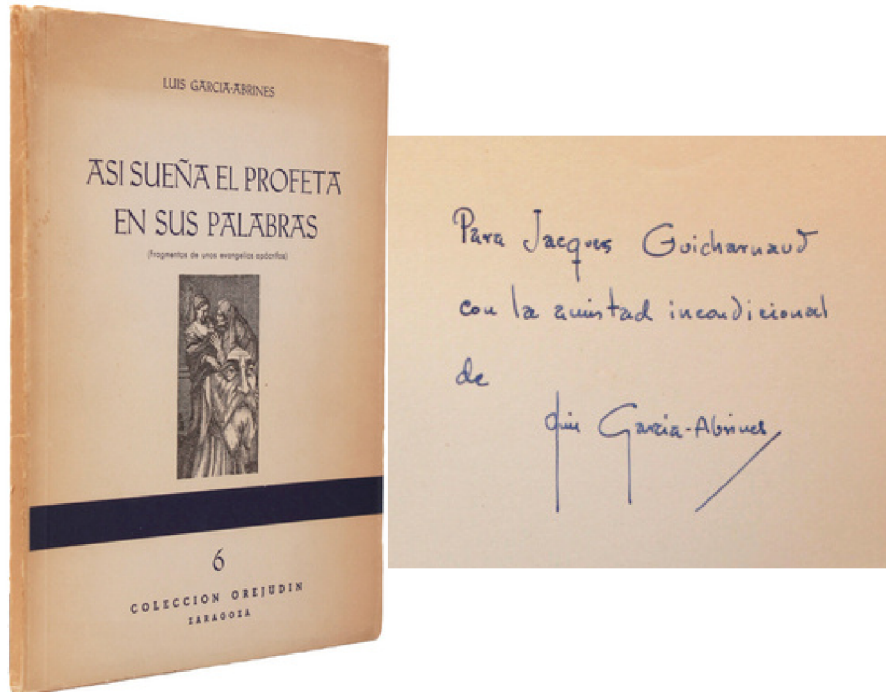 LUIS GARCIA-ABRINES
ASI SUEÑA EL PROFETA
EN SUS PALABRAS
(Fragmentos de unos evangelios apócrifos)
6
COLECCION OREJUDIN
ZARAGOZA
Para Jacques Guicharnaud
con la amistad incondicional
de
Luis García-Abrines